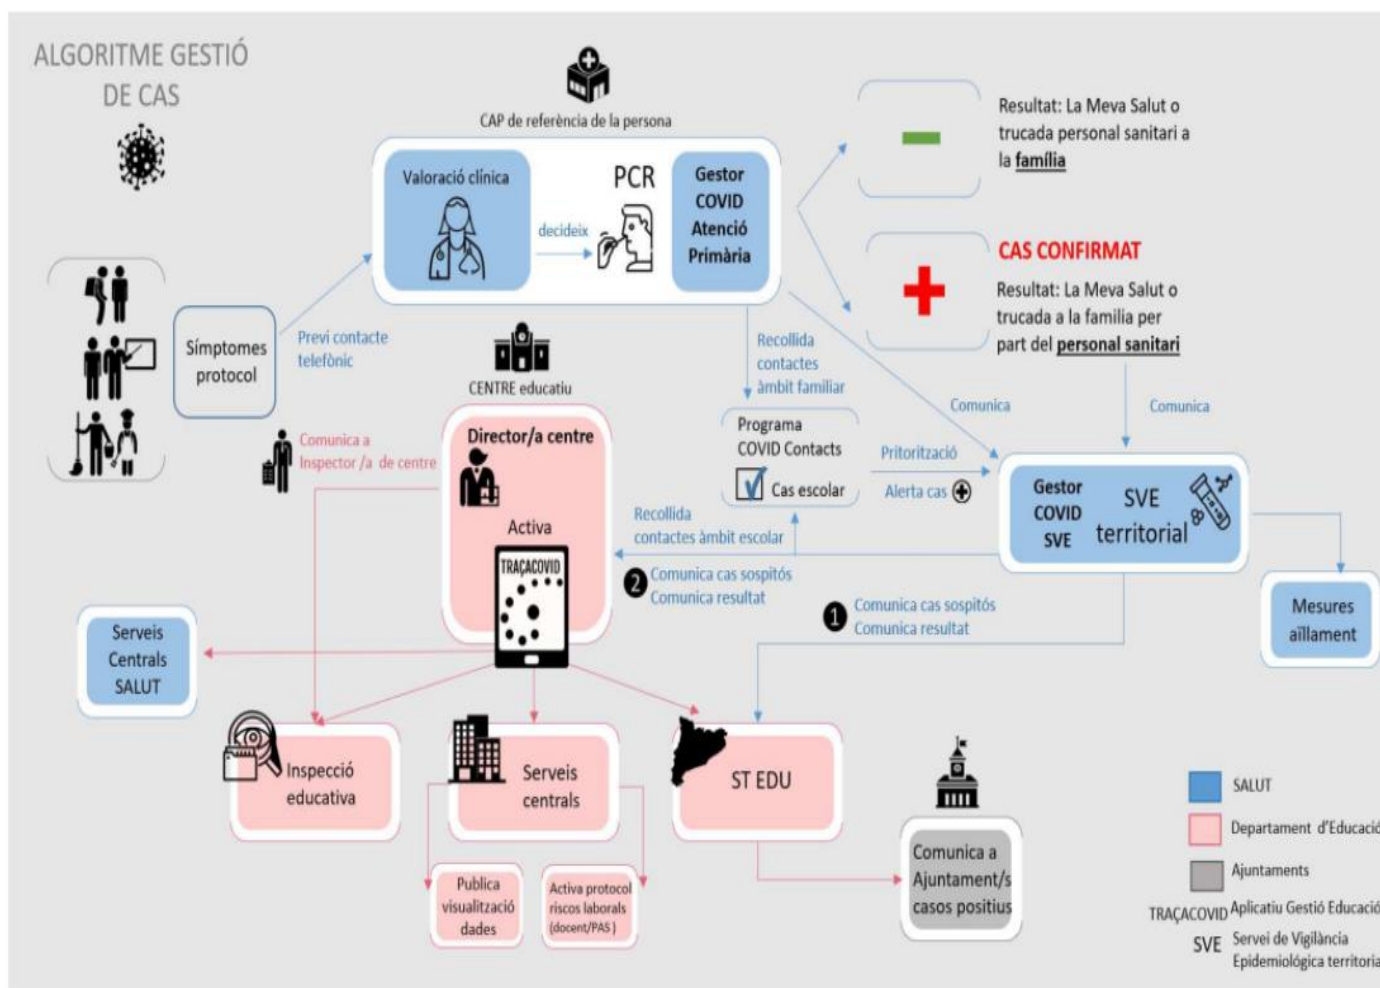 ALGORITME GESTIÓ
DE CAS
CAP de referència de la persona
Valoració clínica
decideix
PCR
Gestor
COVID
Atenció
Primària
Resultat: La Meva Salut o
trucada personal sanitari a
la família
CAS CONFIRMAT
Resultat: La Meva Salut o
trucada a la familia per
part del personal sanitari
Símptomes
protocol
Previ contacte
telefònic
CENTRE educatiu
Recollida
contactes
àmbit familiar
Comunica
Comunica
Comunica a
Inspector /a de centre
Director/a centre
Activa
TRAÇACOVID
Programa
COVID Contacts
Cas escolar
Pritorització
Alerta cas
Gestor
COVID
SVE
SVE
territorial
Recollida
contactes àmbit escolar
2
Comunica cas sospitós
Comunica resultat
1
Comunica cas sospitós
Comunica resultat
Mesures
aïllament
Serveis
Centrals
SALUT
Inspecció
educativa
Serveis
centrals
ST EDU
Publica
visualització
dades
Activa protocol
riscos laborals
(docent/PAS )
Comunica a
Ajuntament/s
casos positius
SALUT
Departament d'Educació
Ajuntaments
TRAÇACOVID Aplicatiu Gestió Educació
SVE Servei de Vigilància
Epidemiológica territoria